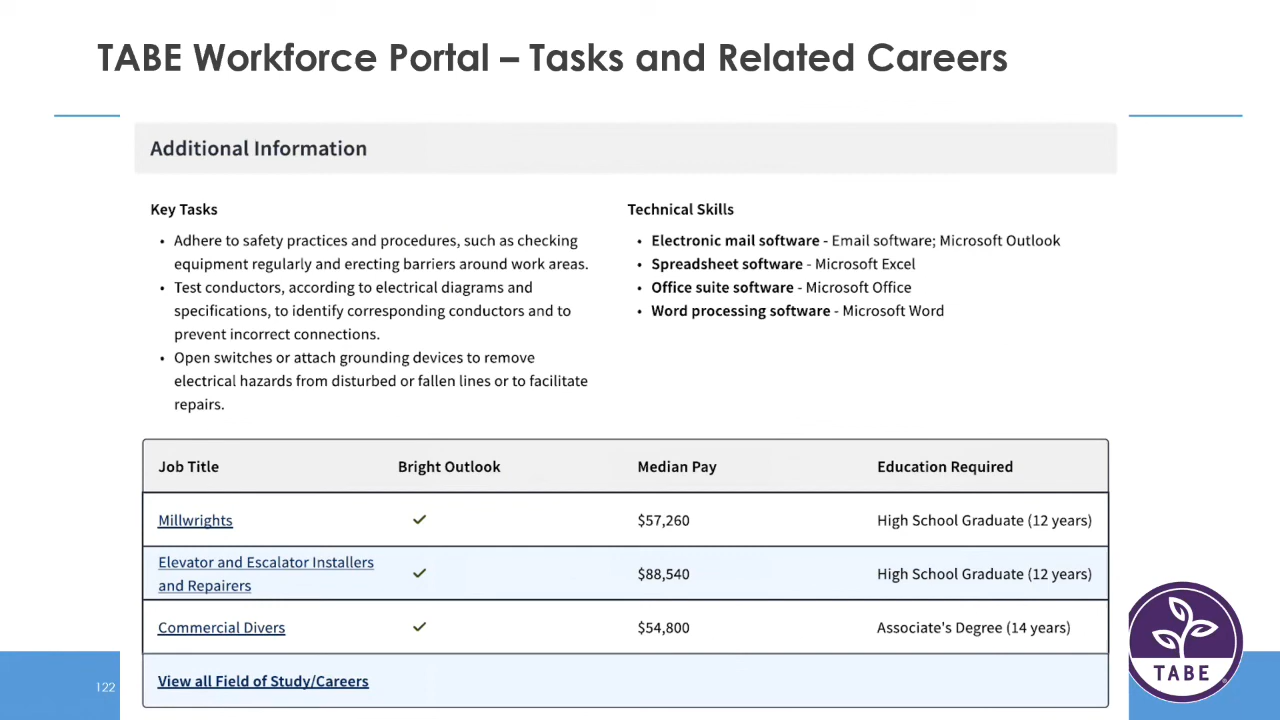 TABE Workforce Portal – Tasks and Related Careers
Additional Information
Key Tasks
• Adhere to safety practices and procedures, such as checking
equipment regularly and erecting barriers around work areas.
• Test conductors, according to electrical diagrams and
specifications, to identify corresponding conductors and to
prevent incorrect connections.
• Open switches or attach grounding devices to remove
electrical hazards from disturbed or fallen lines or to facilitate
repairs.
Technical Skills
• Electronic mail software - Email software; Microsoft Outlook
• Spreadsheet software - Microsoft Excel
• Office suite software - Microsoft Office
• Word processing software - Microsoft Word
Job Title Bright Outlook Median Pay Education Required
Millwrights ✓ $57,260 High School Graduate (12 years)
Elevator and Escalator Installers
and Repairers ✓ $88,540 High School Graduate (12 years)
Commercial Divers ✓ $54,800 Associate's Degree (14 years)
View all Field of Study/Careers
122
TABE®